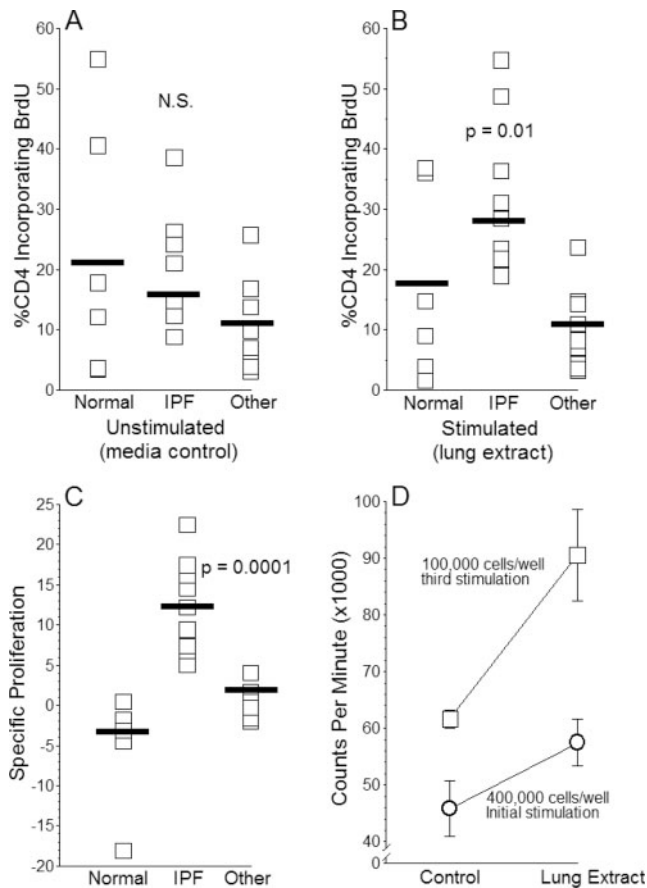 A
%CD4 Incorporating BrdU
60
50
40
30
20
10
0
N.S.
Normal IPF Other
Unstimulated
(media control)
B
%CD4 Incorporating BrdU
60
50
40
30
20
10
0
p = 0.01
Normal IPF Other
Stimulated
(lung extract)
C
Specific Proliferation
25
20
15
10
5
0
-5
-10
-15
-20
p = 0.0001
Normal IPF Other
D
Counts Per Minute (x1000)
100
90
80
70
60
50
40
0
100,000 cells/well
third stimulation
400,000 cells/well
Initial stimulation
Control Lung Extract